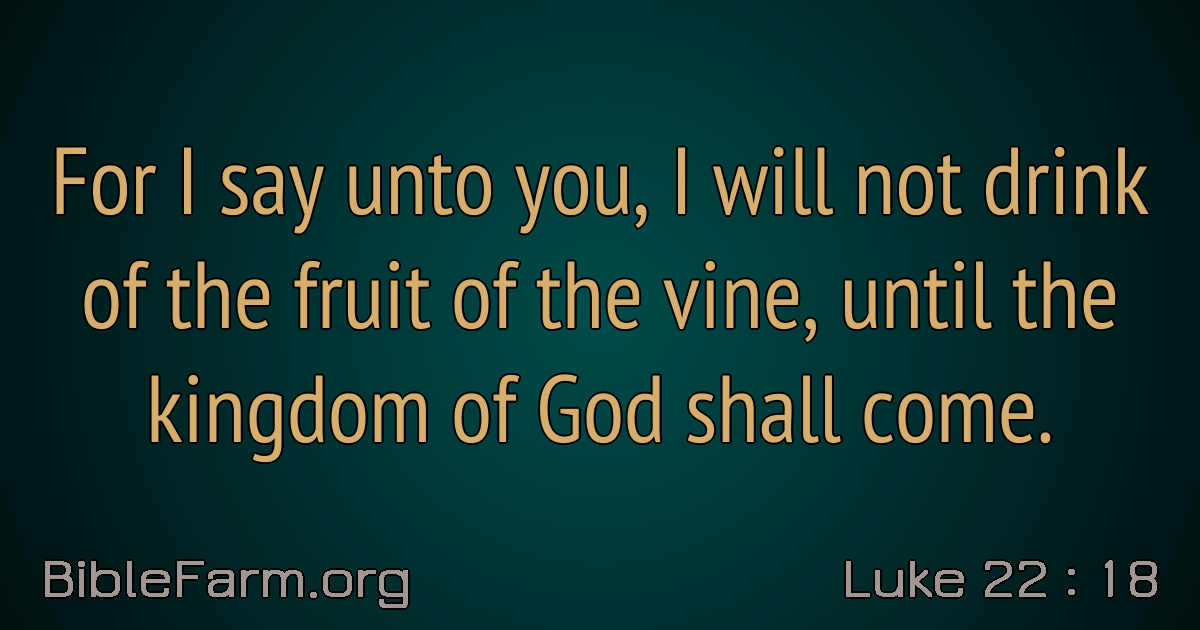 For I say unto you, I will not drink
of the fruit of the vine, until the
kingdom of God shall come.
BibleFarm.org
Luke 22 : 18